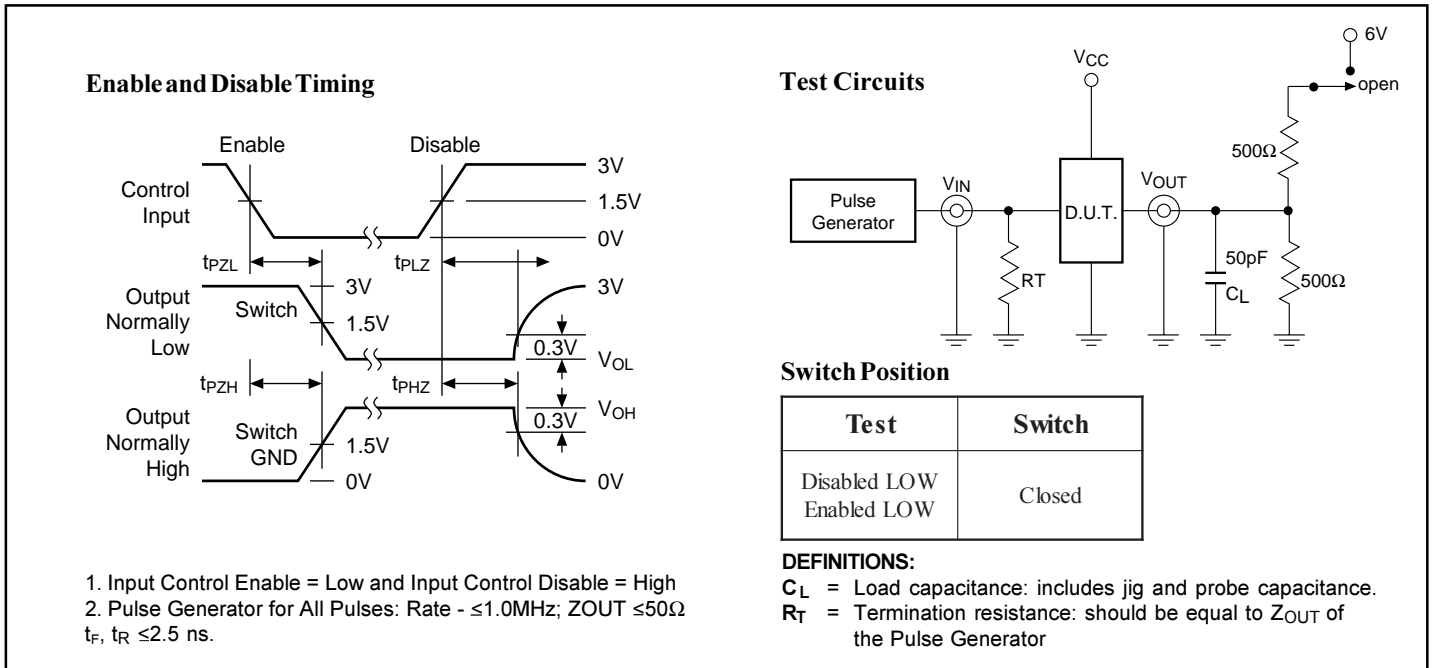 Enable and Disable Timing
Enable
Disable
Control
Input
3V
1.5V
0V
tPZL
tPLZ
Output
Normally
Low
Switch
3V
1.5V
3V
0.3V
VOL
tPZH
tPHZ
Output
Normally
High
Switch
GND
1.5V
0V
VOH
0.3V
0V
1. Input Control Enable = Low and Input Control Disable = High
2. Pulse Generator for All Pulses: Rate - ≤1.0MHz; ZOUT ≤50Ω
tF, tR ≤2.5 ns.
Test Circuits
6V
open
VCC
500Ω
Pulse
Generator
VIN
D.U.T.
VOUT
RT
50pF
CL
500Ω
Switch Position
Test
Switch
Disabled LOW
Enabled LOW
Closed
DEFINITIONS:
CL = Load capacitance: includes jig and probe capacitance.
RT = Termination resistance: should be equal to ZOUT of
the Pulse Generator